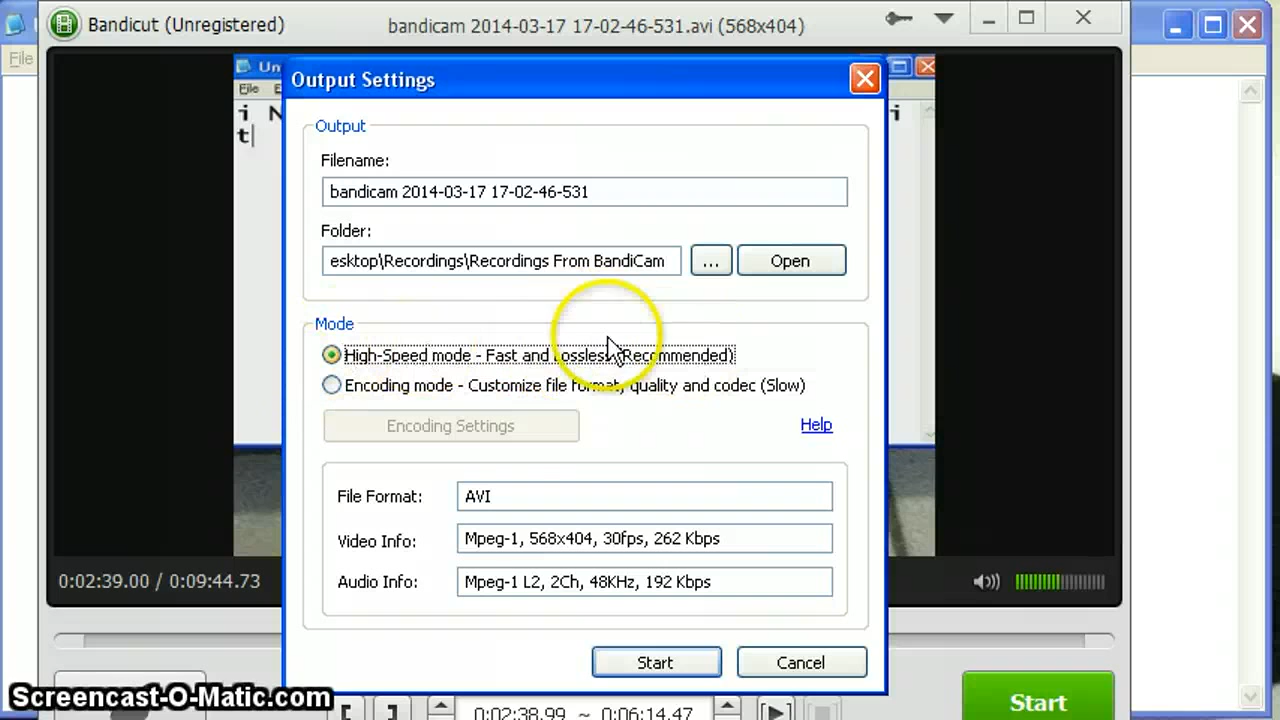 Bandicut (Unregistered)
bandicam 2014-03-17 17-02-46-531.avi (568x404)
File
Un
File
i N
i
t
Output Settings
Output
Filename:
bandicam 2014-03-17 17-02-46-531
Folder:
esktop\Recordings\Recordings From BandiCam
...
Open
Mode
High-Speed mode - Fast and Lossless (Recommended)
Encoding mode - Customize file format, quality and codec (Slow)
Encoding Settings
Help
File Format:
AVI
Video Info:
Mpeg-1, 568x404, 30fps, 262 Kbps
Audio Info:
Mpeg-1 L2, 2Ch, 48KHz, 192 Kbps
0:02:39.00 / 0:09:44.73
Start
Cancel
Screencast-O-Matic.com
[
]
0:02:38.99 ~ 0:06:14.47
Start